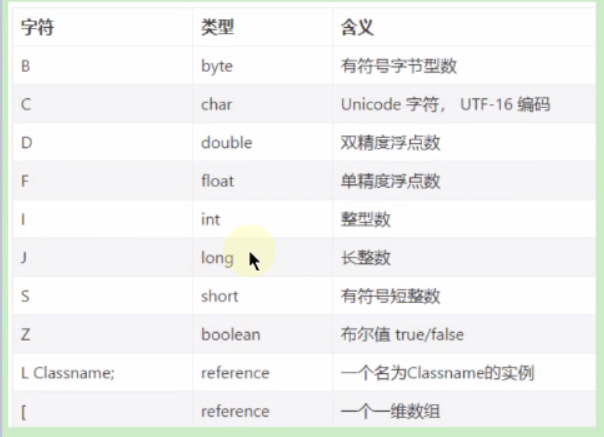 字符 类型 含义
B byte 有符号字节型数
C char Unicode 字符， UTF-16 编码
D double 双精度浮点数
F float 单精度浮点数
I int 整型数
J long 长整数
S short 有符号短整数
Z boolean 布尔值 true/false
L Classname; reference 一个名为Classname的实例
[ reference 一个一维数组